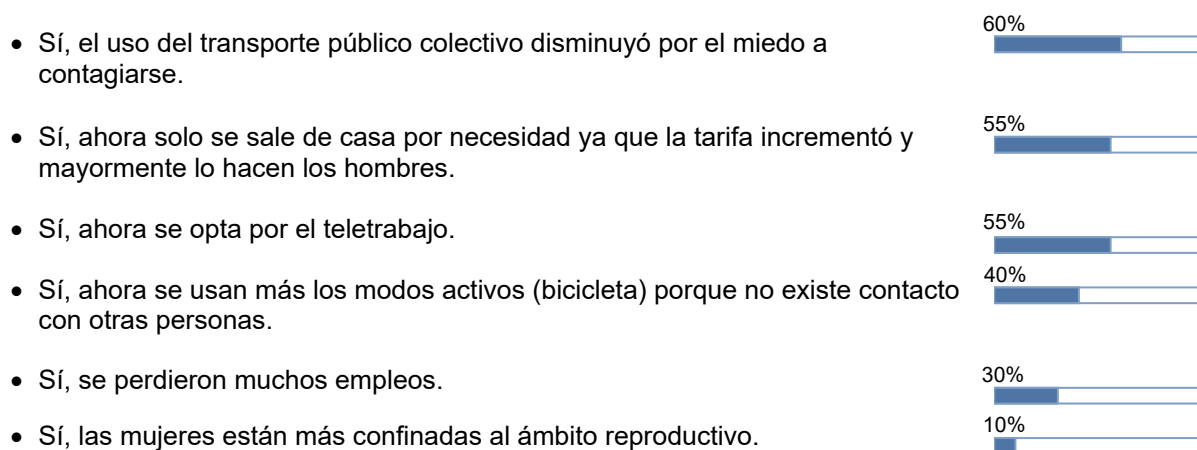 60%
• Sí, el uso del transporte público colectivo disminuyó por el miedo a
contagiarse.
55%
• Sí, ahora solo se sale de casa por necesidad ya que la tarifa incrementó y
mayormente lo hacen los hombres.
55%
• Sí, ahora se opta por el teletrabajo.
40%
• Sí, ahora se usan más los modos activos (bicicleta) porque no existe contacto
con otras personas.
30%
• Sí, se perdieron muchos empleos.
10%
• Sí, las mujeres están más confinadas al ámbito reproductivo.